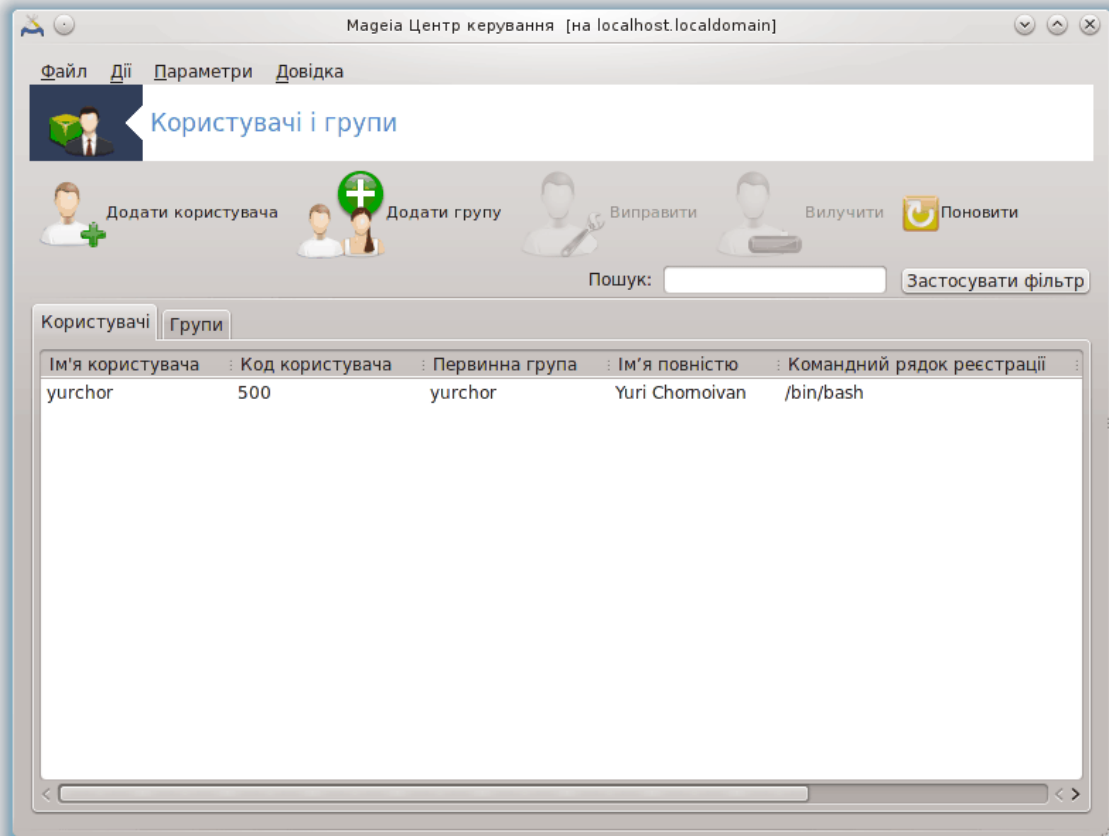 Mageia Центр керування [на localhost.localdomain]
Файл Дії Параметри Довідка
Користувачі і групи
Додати користувача Додати групу Виправити Вилучити Поновити
Пошук: Застосувати фільтр
Користувачі Групи
Ім'я користувача Код користувача Первинна група Ім’я повністю Командний рядок реєстрації
yurchor 500 yurchor Yuri Chornoivan /bin/bash